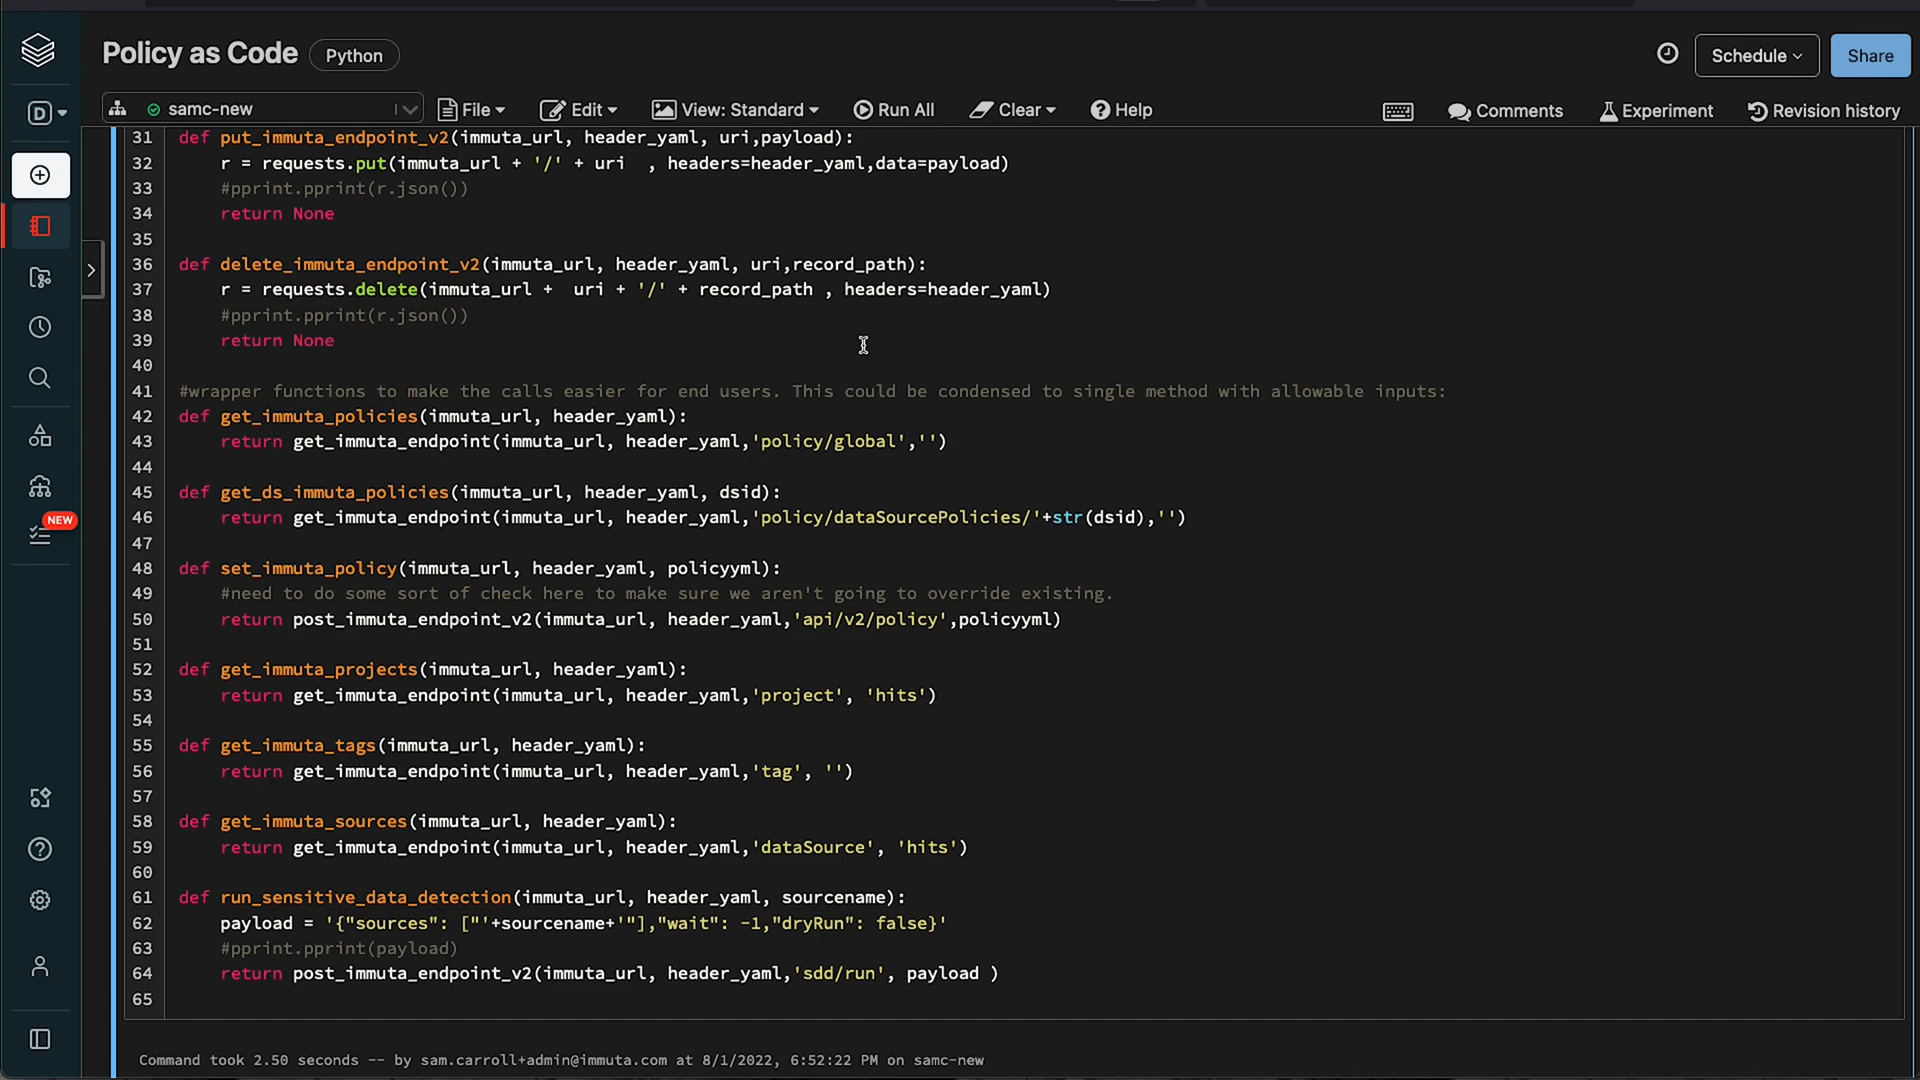 Policy as Code Python
Schedule Share
D samc-new File Edit View: Standard Run All Clear Help Comments Experiment Revision history
31 def put_immuta_endpoint_v2(immuta_url, header_yaml, uri,payload):
32     r = requests.put(immuta_url + '/' + uri  , headers=header_yaml,data=payload)
33     #pprint.pprint(r.json())
34     return None
35
36 def delete_immuta_endpoint_v2(immuta_url, header_yaml, uri,record_path):
37     r = requests.delete(immuta_url +  uri + '/' + record_path , headers=header_yaml)
38     #pprint.pprint(r.json())
39     return None
40
41 #wrapper functions to make the calls easier for end users. This could be condensed to single method with allowable inputs:
42 def get_immuta_policies(immuta_url, header_yaml):
43     return get_immuta_endpoint(immuta_url, header_yaml,'policy/global','')
44
45 def get_ds_immuta_policies(immuta_url, header_yaml, dsid):
46     return get_immuta_endpoint(immuta_url, header_yaml,'policy/dataSourcePolicies/'+str(dsid),'')
NEW
47
48 def set_immuta_policy(immuta_url, header_yaml, policyyml):
49     #need to do some sort of check here to make sure we aren't going to override existing.
50     return post_immuta_endpoint_v2(immuta_url, header_yaml,'api/v2/policy',policyyml)
51
52 def get_immuta_projects(immuta_url, header_yaml):
53     return get_immuta_endpoint(immuta_url, header_yaml,'project', 'hits')
54
55 def get_immuta_tags(immuta_url, header_yaml):
56     return get_immuta_endpoint(immuta_url, header_yaml,'tag', '')
57
58 def get_immuta_sources(immuta_url, header_yaml):
59     return get_immuta_endpoint(immuta_url, header_yaml,'dataSource', 'hits')
60
61 def run_sensitive_data_detection(immuta_url, header_yaml, sourcename):
62     payload = '{"sources": ["'+sourcename+'"],"wait": -1,"dryRun": false}'
63     #pprint.pprint(payload)
64     return post_immuta_endpoint_v2(immuta_url, header_yaml,'sdd/run', payload )
65
Command took 2.50 seconds -- by sam.carroll+admin@immuta.com at 8/1/2022, 6:52:22 PM on samc-new